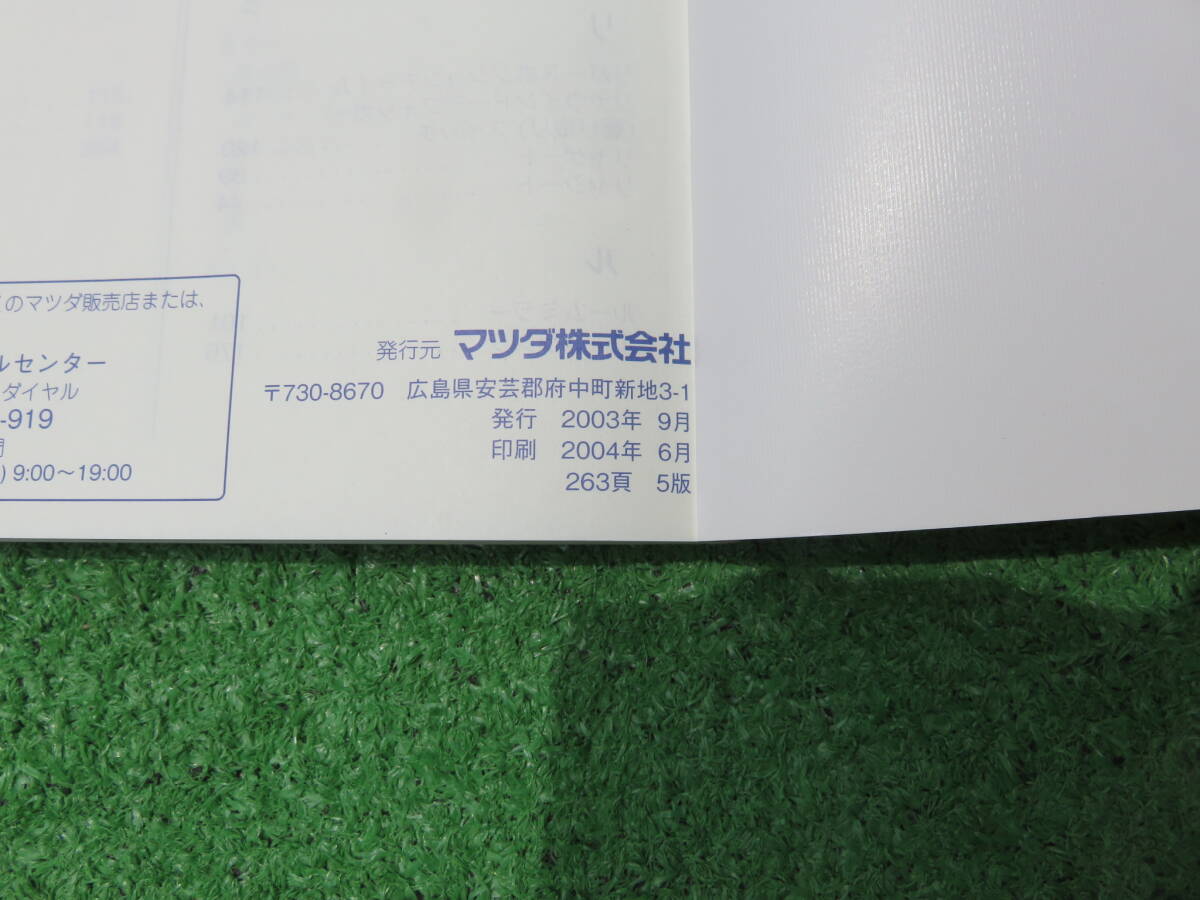 リ
ル
このマツダ販売店または、
ルセンター
ダイヤル
-919
) 9:00〜19:00
発行元 マツダ株式会社
〒730-8670 広島県安芸郡府中町新地3-1
発行 2003年 9月
印刷 2004年 6月
263頁 5版